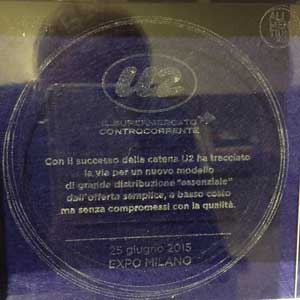 U2
IL SUPERMERCATO
CONTROCORRENTE
Con il successo della catena U2 ha tracciato
la via per un nuovo modello
di grande distribuzione "essenziale"
dall'offerta semplice, a basso costo
ma senza compromessi con la qualità.
25 giugno 2015
EXPO MILANO